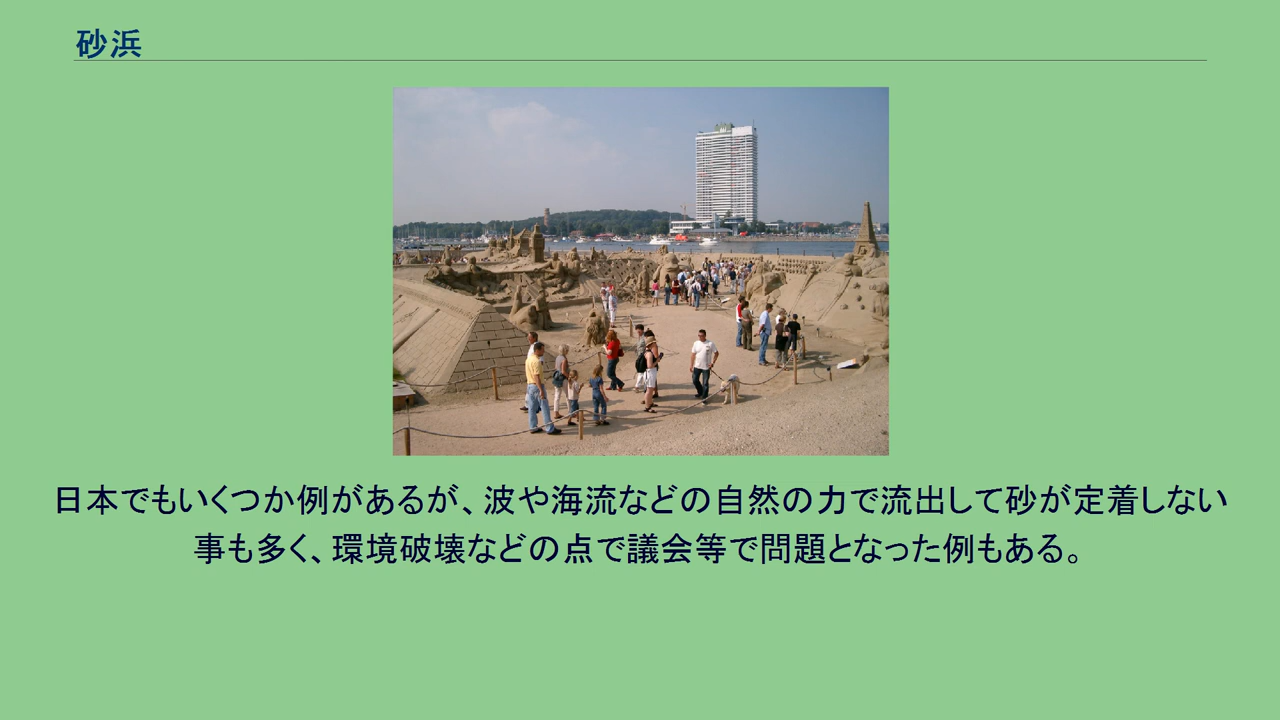 砂浜
日本でもいくつか例があるが、波や海流などの自然の力で流出して砂が定着しない
事も多く、環境破壊などの点で議会等で問題となった例もある。